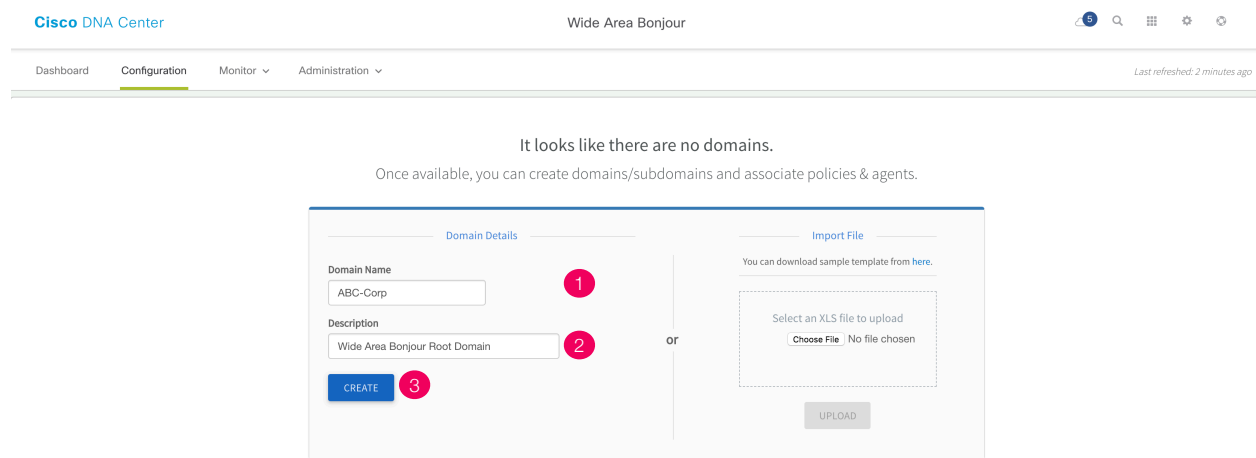 Cisco DNA Center
Wide Area Bonjour
5
Dashboard
Configuration
Monitor
Administration
Last refreshed: 2 minutes ago
It looks like there are no domains.
Once available, you can create domains/subdomains and associate policies & agents.
Domain Details
Domain Name
ABC-Corp
1
Description
Wide Area Bonjour Root Domain
2
CREATE
3
or
Import File
You can download sample template from here.
Select an XLS file to upload
Choose File No file chosen
UPLOAD